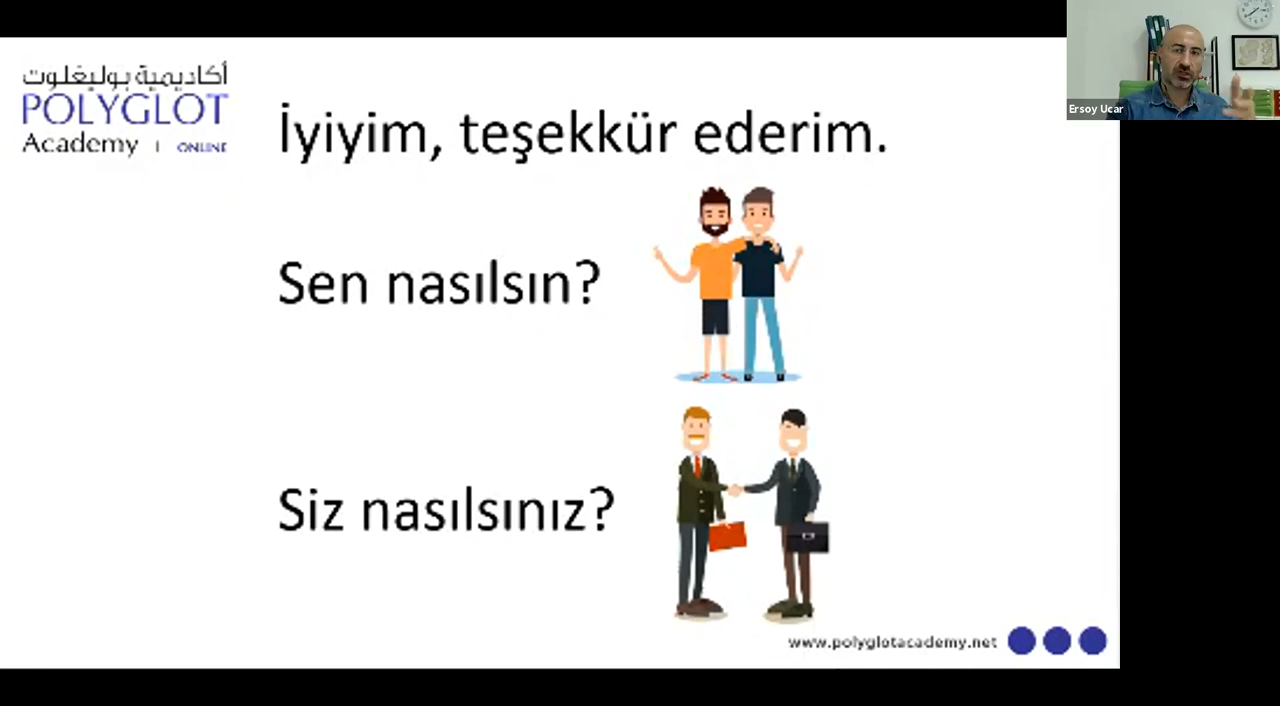 أكاديمية بوليغلوت
POLYGLOT
Academy | ONLINE
Ersoy Ucar
İyiyim, teşekkür ederim.
Sen nasılsın?
Siz nasılsınız?
www.polyglotacademy.net